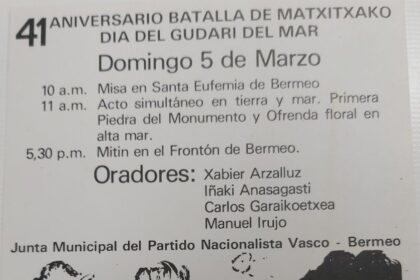 41 ANIVERSARIO BATALLA DE MATXITXAKO
DIA DEL GUDARI DEL MAR
Domingo 5 de Marzo
10 a.m. Misa en Santa Eufemia de Bermeo.
11 a.m. Acto simultáneo en tierra y mar. Primera
Piedra del Monumento y Ofrenda floral en
alta mar.
5,30 p.m. Mitin en el Frontón de Bermeo.
Oradores: Xabier Arzalluz
Iñaki Anasagasti
Carlos Garaikoetxea
Manuel Irujo
Junta Municipal del Partido Nacionalista Vasco - Bermeo